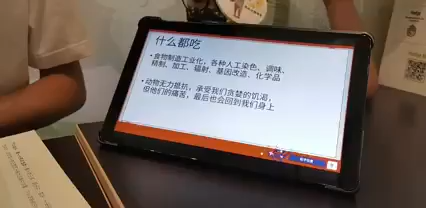 什么都吃
•食物制造工业化，各种人工染色、调味、
精制、加工、辐射、基因改造、化学品
•动物无力抵抗，承受我们贪婪的饥渴，
但他们的痛苦，最后也会回到我们身上